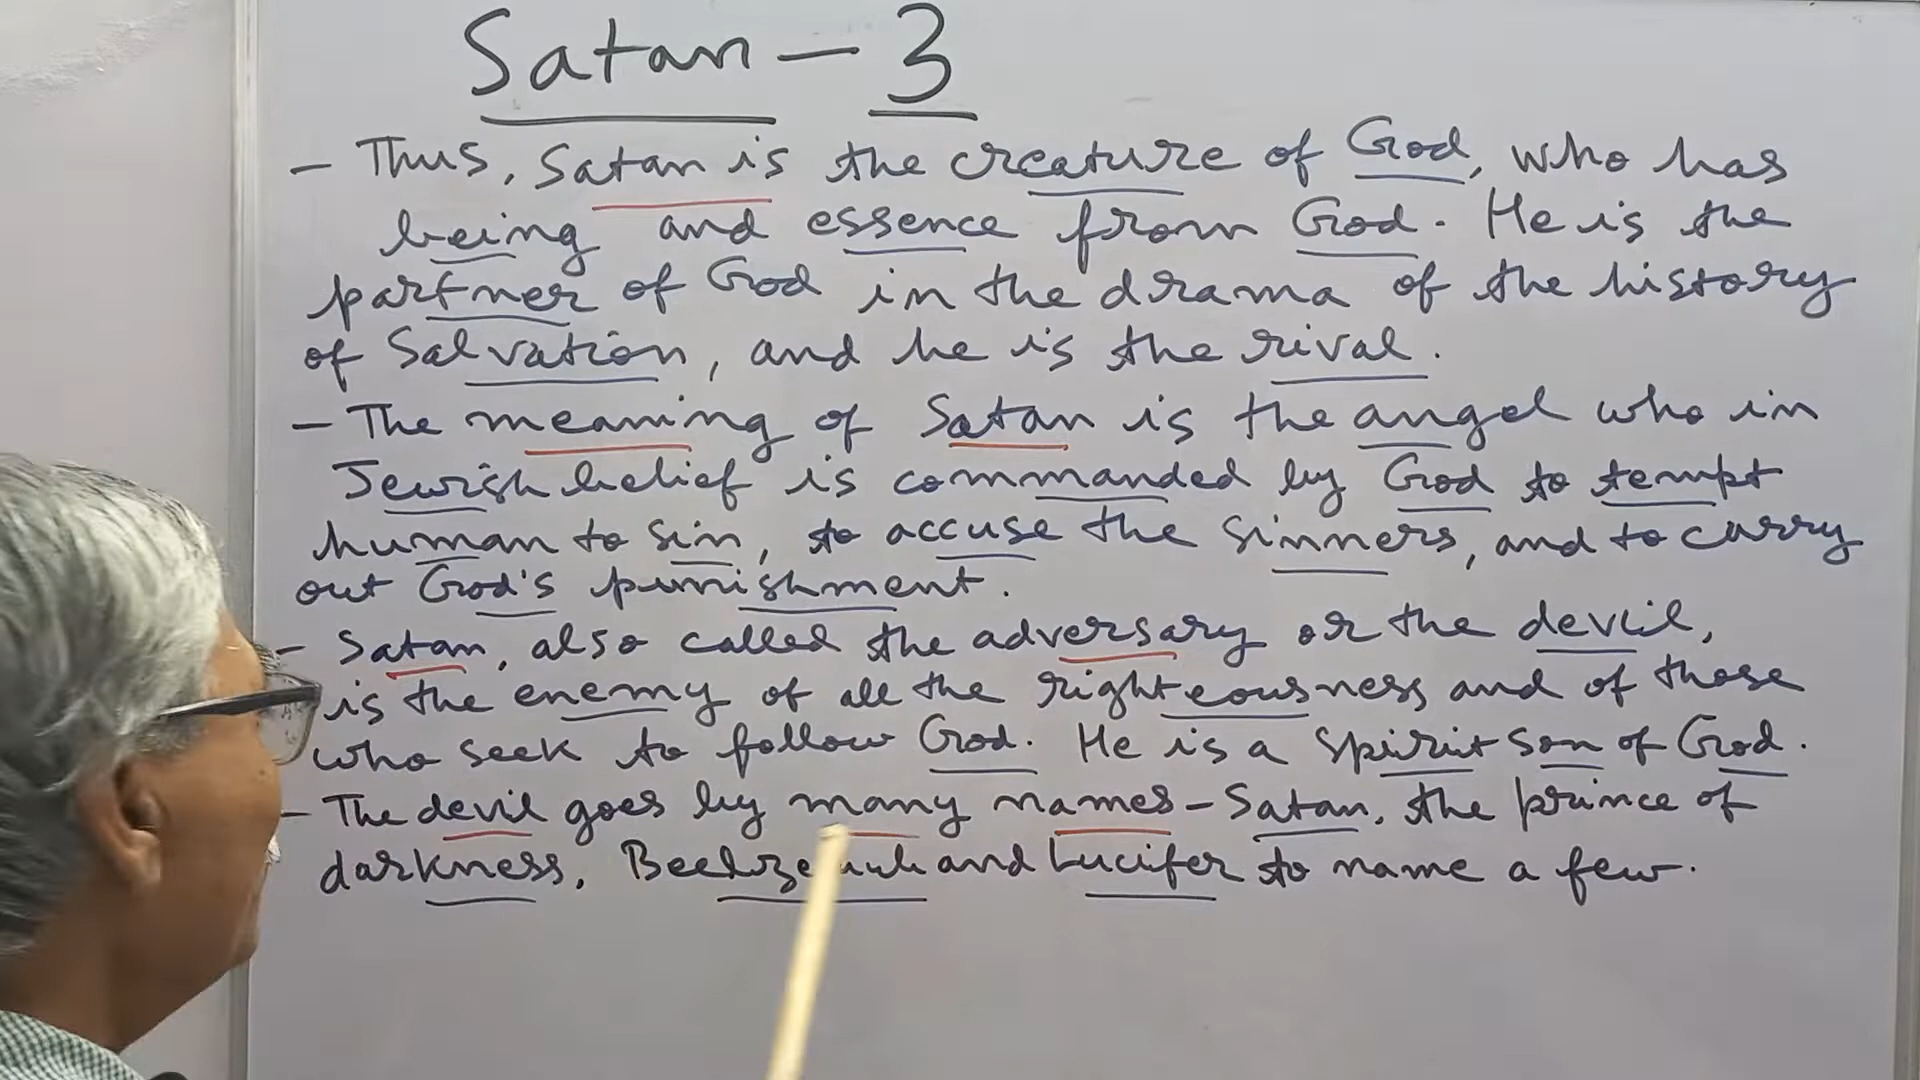 Satan - 3
- Thus, Satan is the creature of God, who has
being and essence from God. He is the
partner of God in the drama of the history
of Salvation, and he is the rival.
- The meaning of Satan is the angel who in
Jewish belief is commanded by God to tempt
human to sin, to accuse the sinners, and to carry
out God's punishment.
- Satan, also called the adversary or the devil,
is the enemy of all the righteousness and of those
who seek to follow God. He is a spirit son of God.
- The devil goes by many names - Satan, the prince of
darkness, and Lucifer to name a few.